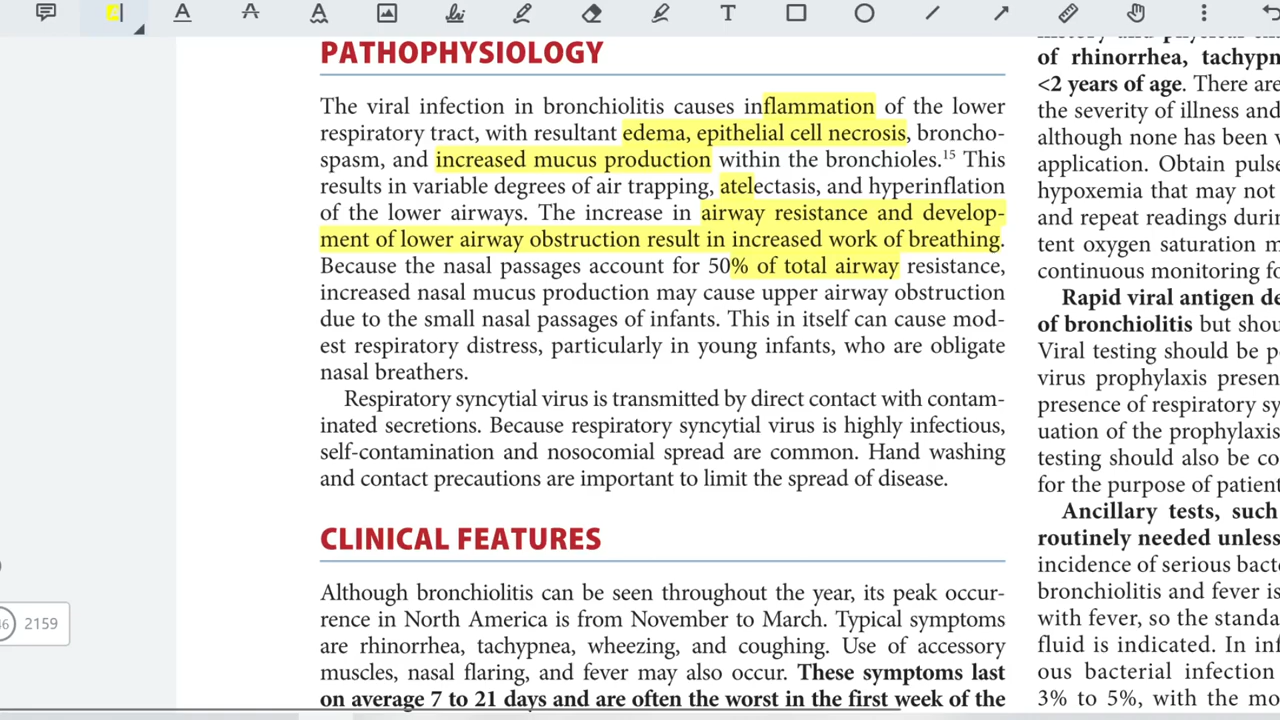 PATHOPHYSIOLOGY
The viral infection in bronchiolitis causes inflammation of the lower
respiratory tract, with resultant edema, epithelial cell necrosis, broncho-
spasm, and increased mucus production within the bronchioles.15 This
results in variable degrees of air trapping, atelectasis, and hyperinflation
of the lower airways. The increase in airway resistance and develop-
ment of lower airway obstruction result in increased work of breathing.
Because the nasal passages account for 50% of total airway resistance,
increased nasal mucus production may cause upper airway obstruction
due to the small nasal passages of infants. This in itself can cause mod-
est respiratory distress, particularly in young infants, who are obligate
nasal breathers.
Respiratory syncytial virus is transmitted by direct contact with contam-
inated secretions. Because respiratory syncytial virus is highly infectious,
self-contamination and nosocomial spread are common. Hand washing
and contact precautions are important to limit the spread of disease.
CLINICAL FEATURES
Although bronchiolitis can be seen throughout the year, its peak occur-
rence in North America is from November to March. Typical symptoms
are rhinorrhea, tachypnea, wheezing, and coughing. Use of accessory
muscles, nasal flaring, and fever may also occur. These symptoms last
on average 7 to 21 days and are often the worst in the first week of the
of rhinorrhea, tachypn
<2 years of age. There are
the severity of illness and
although none has been v
application. Obtain pulse
hypoxemia that may not
and repeat readings durin
tent oxygen saturation m
continuous monitoring fo
Rapid viral antigen de
of bronchiolitis but shou
Viral testing should be p
virus prophylaxis presen
presence of respiratory sy
uation of the prophylaxis
testing should also be co
for the purpose of patient
Ancillary tests, such
routinely needed unless
incidence of serious bacte
bronchiolitis and fever is
with fever, so the standa
fluid is indicated. In inf
ous bacterial infection
3% to 5%, with the mo
46 2159